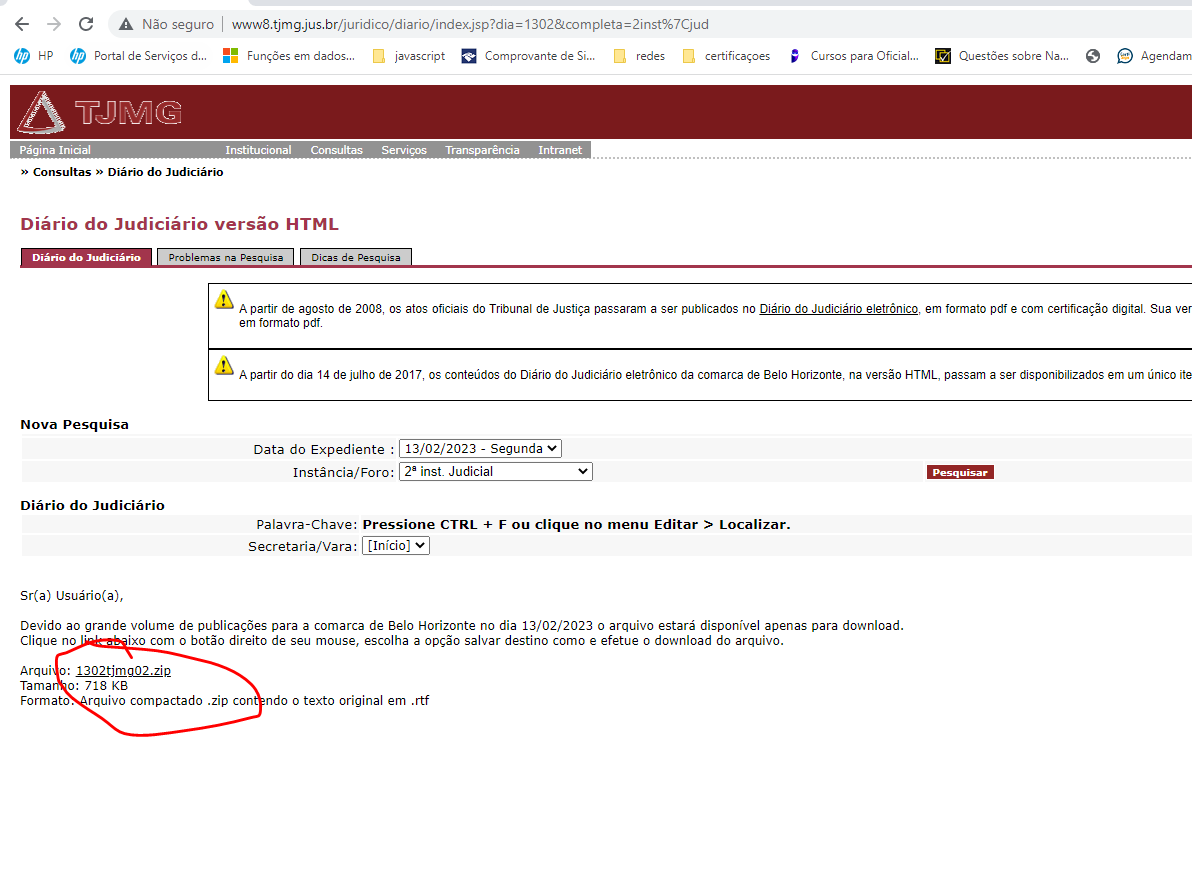 Não seguro | www8.tjmg.jus.br/juridico/diario/index.jsp?dia=1302&completa=2inst%7Cjud
HP Portal de Serviços d... Funções em dados... javascript Comprovante de Si... redes certificaçoes Cursos para Oficial... Questões sobre Na... Agendam
TJMG
Página Inicial Institucional Consultas Serviços Transparência Intranet
» Consultas » Diário do Judiciário
Diário do Judiciário versão HTML
Diário do Judiciário Problemas na Pesquisa Dicas de Pesquisa
A partir de agosto de 2008, os atos oficiais do Tribunal de Justiça passaram a ser publicados no Diário do Judiciário eletrônico, em formato pdf e com certificação digital. Sua ver
em formato pdf.
A partir do dia 14 de julho de 2017, os conteúdos do Diário do Judiciário eletrônico da comarca de Belo Horizonte, na versão HTML, passam a ser disponibilizados em um único ite
Nova Pesquisa
Data do Expediente : 13/02/2023 - Segunda
Instância/Foro: 2ª inst. Judicial Pesquisar
Diário do Judiciário
Palavra-Chave: Pressione CTRL + F ou clique no menu Editar > Localizar.
Secretaria/Vara: [Início]
Sr(a) Usuário(a),
Devido ao grande volume de publicações para a comarca de Belo Horizonte no dia 13/02/2023 o arquivo estará disponível apenas para download.
Clique no link abaixo com o botão direito de seu mouse, escolha a opção salvar destino como e efetue o download do arquivo.
Arquivo: 1302tjmg02.zip
Tamanho: 718 KB
Formato: Arquivo compactado .zip contendo o texto original em .rtf